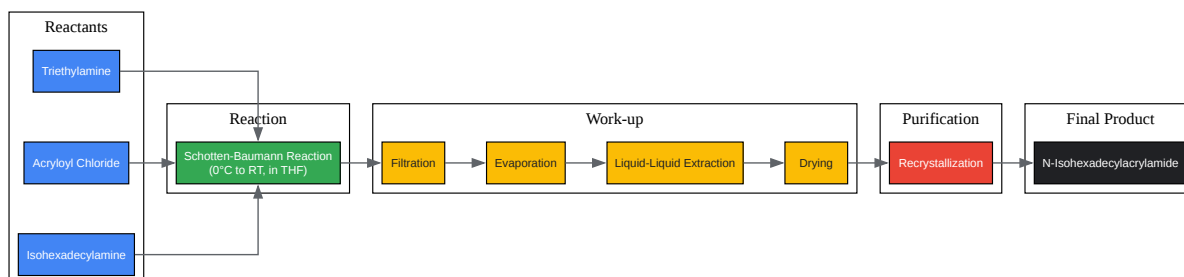 Reactants
Triethylamine
Acryloyl Chloride
Isohexadecylamine
Reaction
Schotten-Baumann Reaction
(0°C to RT, in THF)
Work-up
Filtration
Evaporation
Liquid-Liquid Extraction
Drying
Purification
Recrystallization
Final Product
N-Isohexadecylacrylamide